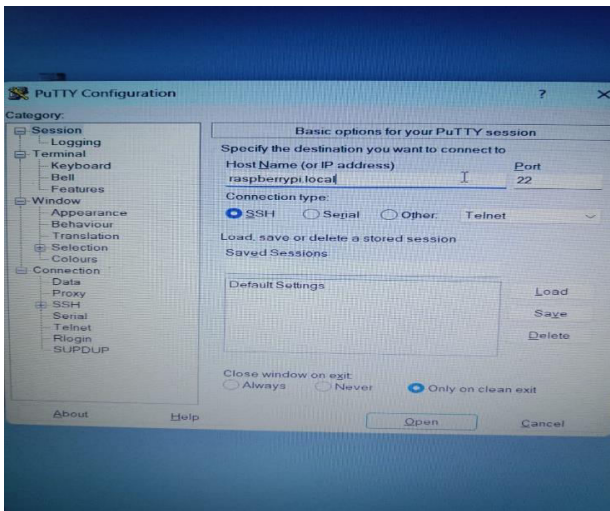 PuTTY Configuration
?
×
Category:
Session
Logging
Terminal
Keyboard
Bell
Features
Window
Appearance
Behaviour
Translation
Selection
Colours
Connection
Data
Proxy
SSH
Serial
Telnet
Rlogin
SUPDUP
Basic options for your PuTTY session
Specify the destination you want to connect to
Host Name (or IP address) Port
raspberrypi.local 22
Connection type:
SSH Serial Other: Telnet
Load, save or delete a stored session
Saved Sessions
Default Settings
Load
Save
Delete
Close window on exit:
Always Never Only on clean exit
About Help Open Cancel